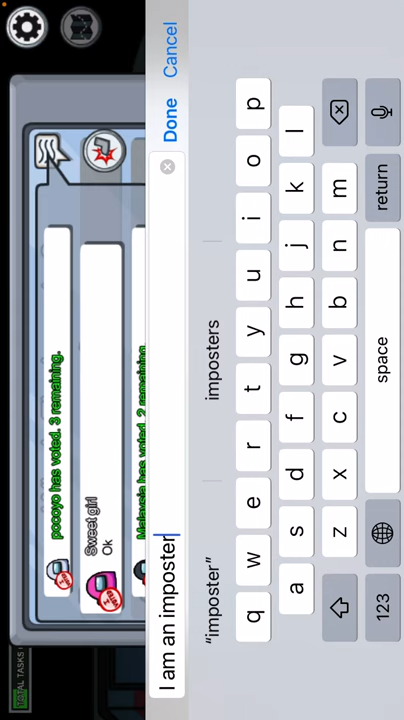 TOTAL TASKS
poooyo has voted. 3 remaining.
Sweet girl
Ok
Malaysia has voted. 2 remaining.
I am an imposter
Done
Cancel
"imposter"
imposters
q w e r t y u i o p
a s d f g h j k l
z x c v b n m
123
space
return